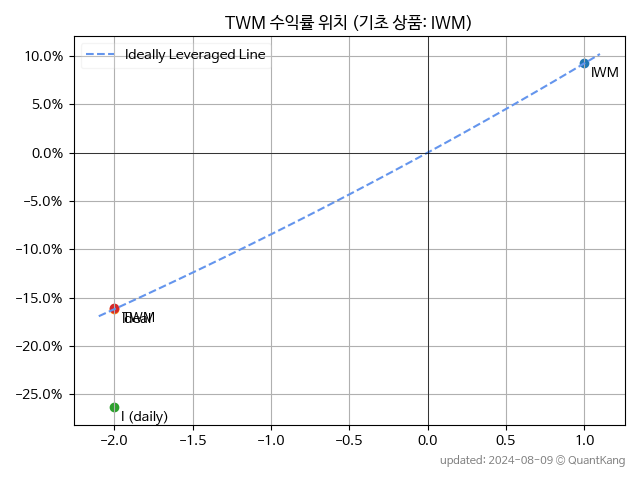 TWM 수익률 위치 (기초 상품: IWM)
Ideally Leveraged Line
10.0%
5.0%
0.0%
−5.0%
−10.0%
−15.0%
−20.0%
−25.0%
IWM
Ideal
TWM
I (daily)
−2.0 −1.5 −1.0 −0.5 0.0 0.5 1.0
updated: 2024-08-09 © QuantKang